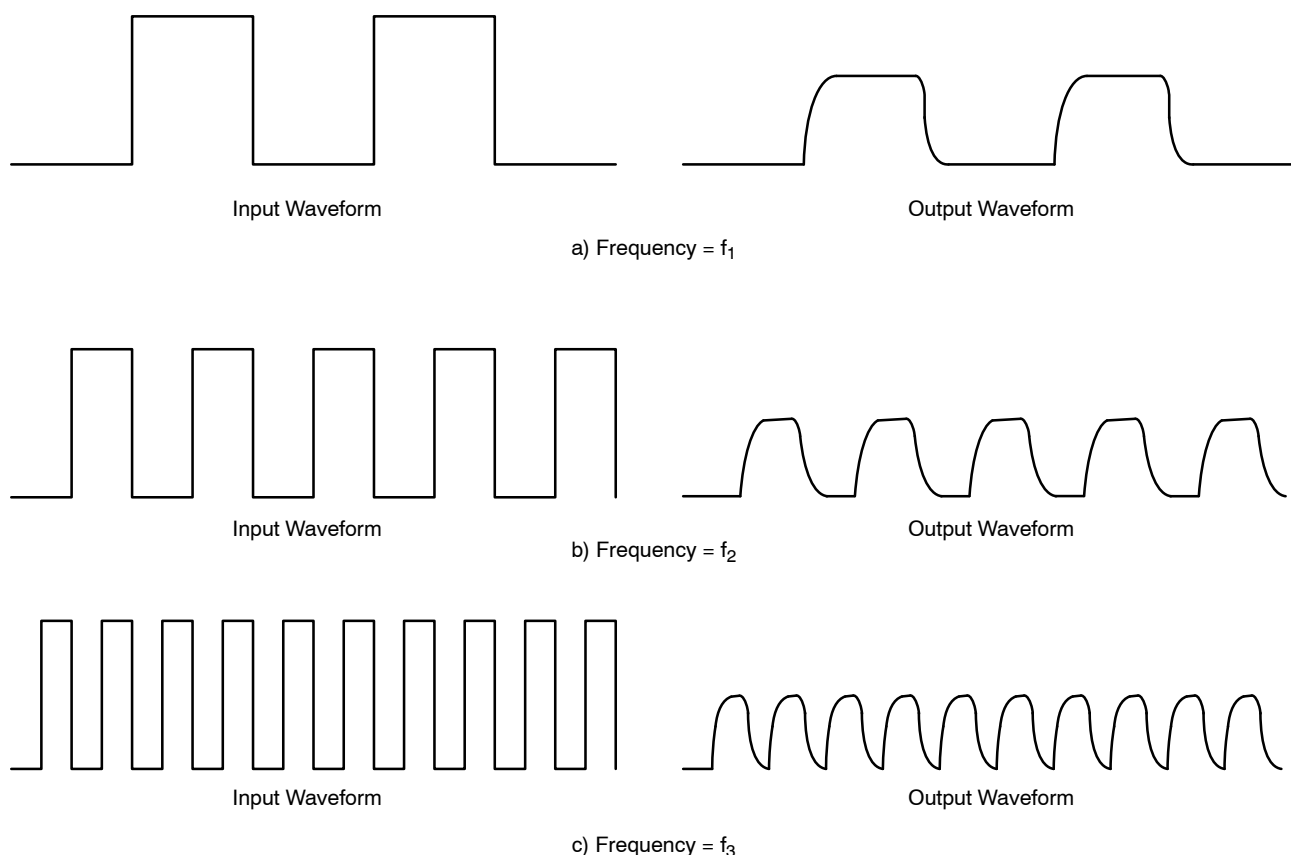 Input Waveform
Output Waveform
a) Frequency = f1
Input Waveform
Output Waveform
b) Frequency = f2
Input Waveform
Output Waveform
c) Frequency = f3